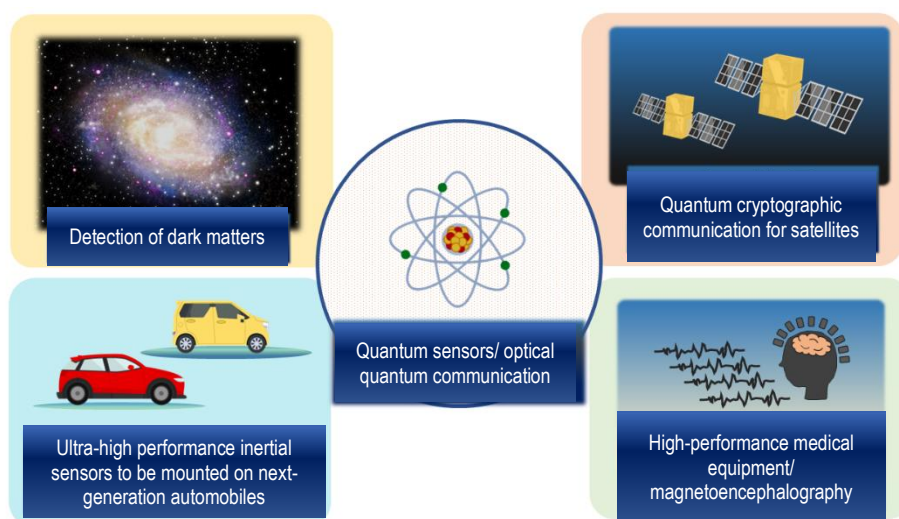 Detection of dark matters
Quantum cryptographic
communication for satellites
Quantum sensors/ optical
quantum communication
Ultra-high performance inertial
sensors to be mounted on next-
generation automobiles
High-performance medical
equipment/
magnetoencephalography